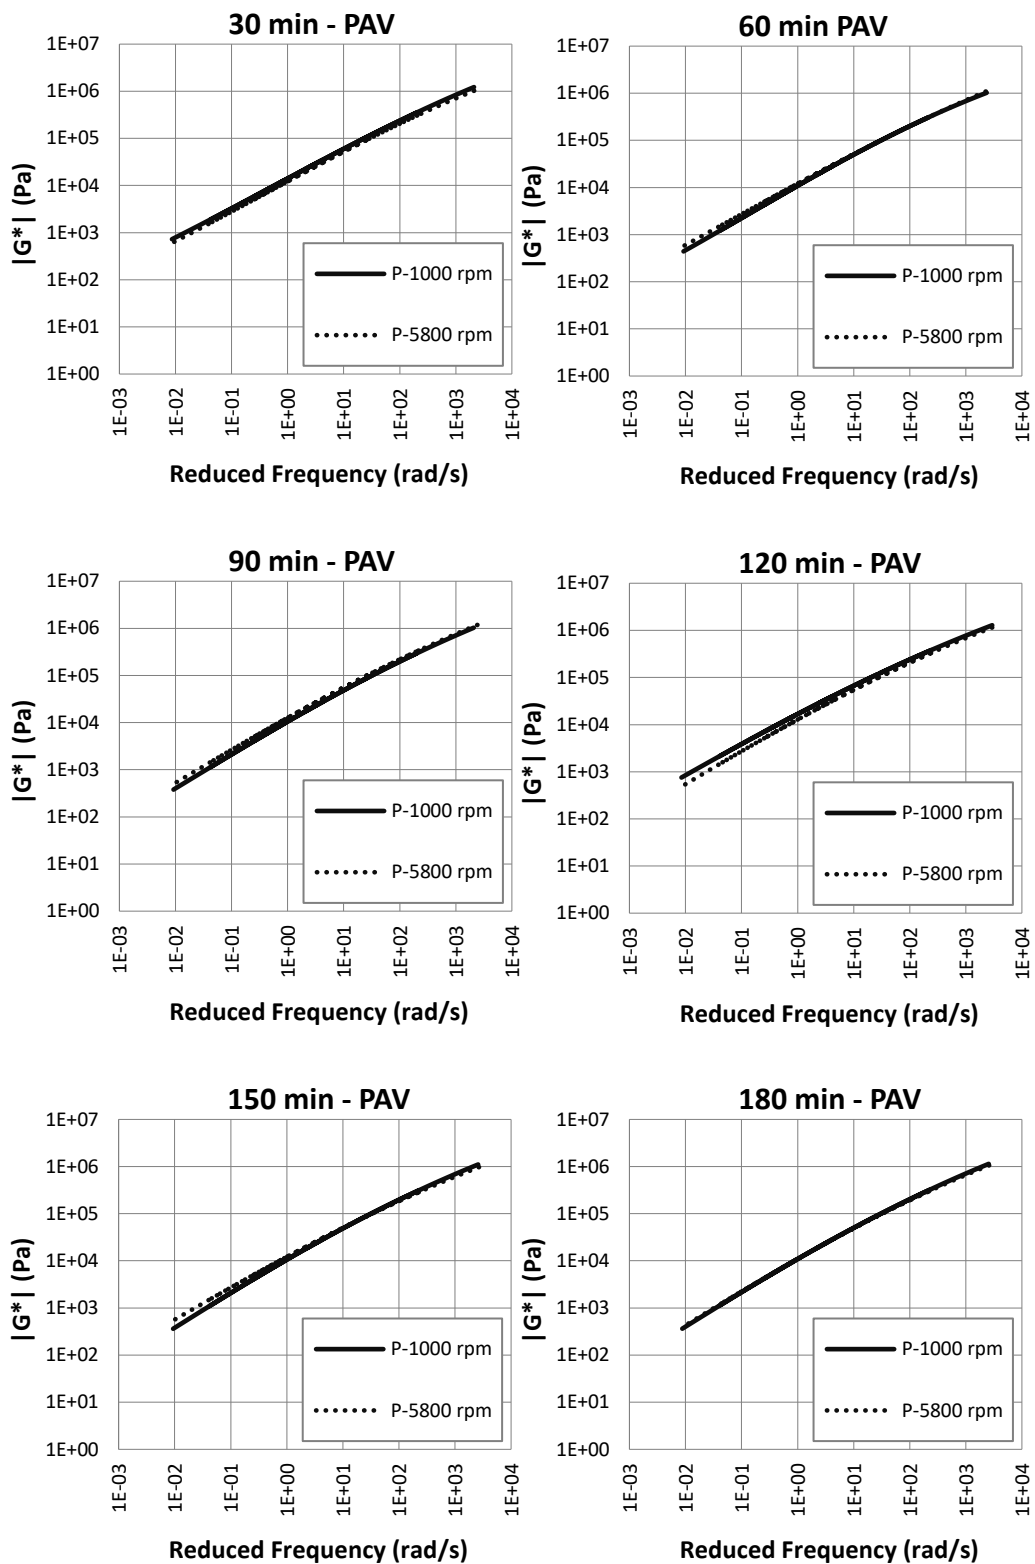 30 min - PAV
1E+07
1E+06
1E+05
1E+04
1E+03
1E+02
1E+01
1E+00
|G*| (Pa)
1E-03
1E-02
1E-01
1E+00
1E+01
1E+02
1E+03
1E+04
Reduced Frequency (rad/s)
P-1000 rpm
P-5800 rpm
60 min PAV
1E+07
1E+06
1E+05
1E+04
1E+03
1E+02
1E+01
1E+00
|G*| (Pa)
1E-03
1E-02
1E-01
1E+00
1E+01
1E+02
1E+03
1E+04
Reduced Frequency (rad/s)
P-1000 rpm
P-5800 rpm
90 min - PAV
1E+07
1E+06
1E+05
1E+04
1E+03
1E+02
1E+01
1E+00
|G*| (Pa)
1E-03
1E-02
1E-01
1E+00
1E+01
1E+02
1E+03
1E+04
Reduced Frequency (rad/s)
P-1000 rpm
P-5800 rpm
120 min - PAV
1E+07
1E+06
1E+05
1E+04
1E+03
1E+02
1E+01
1E+00
|G*| (Pa)
1E-03
1E-02
1E-01
1E+00
1E+01
1E+02
1E+03
1E+04
Reduced Frequency (rad/s)
P-1000 rpm
P-5800 rpm
150 min - PAV
1E+07
1E+06
1E+05
1E+04
1E+03
1E+02
1E+01
1E+00
|G*| (Pa)
1E-03
1E-02
1E-01
1E+00
1E+01
1E+02
1E+03
1E+04
Reduced Frequency (rad/s)
P-1000 rpm
P-5800 rpm
180 min - PAV
1E+07
1E+06
1E+05
1E+04
1E+03
1E+02
1E+01
1E+00
|G*| (Pa)
1E-03
1E-02
1E-01
1E+00
1E+01
1E+02
1E+03
1E+04
Reduced Frequency (rad/s)
P-1000 rpm
P-5800 rpm